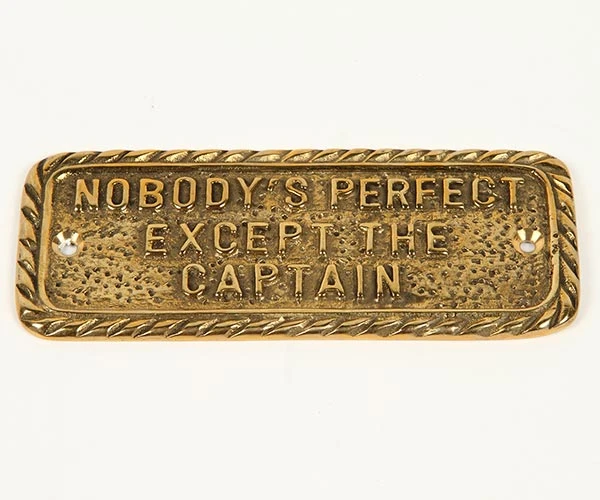 NOBODY'S PERFECT
EXCEPT THE
CAPTAIN